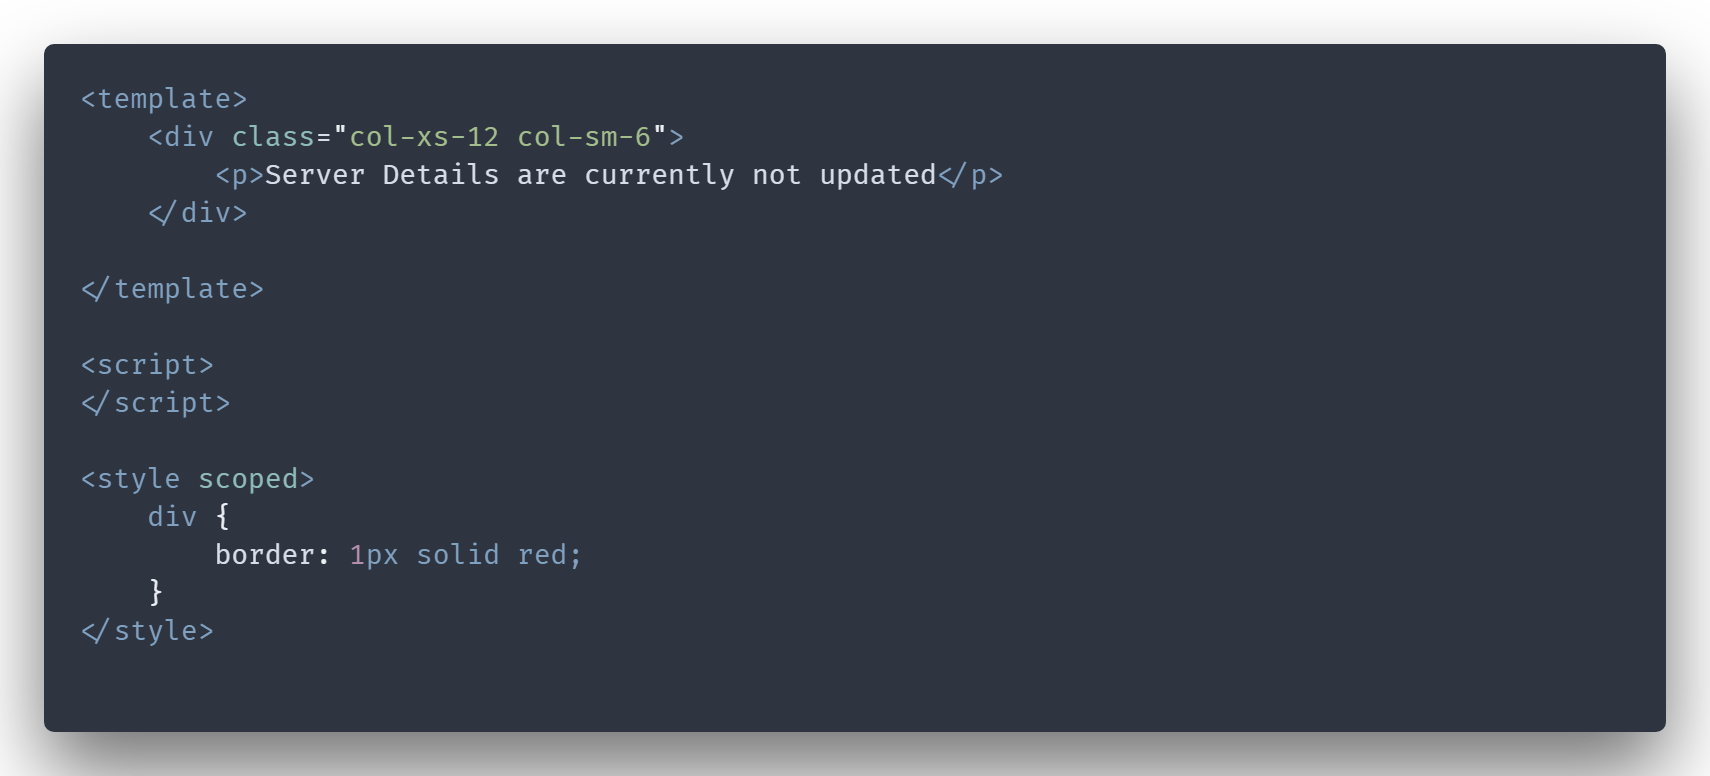 <template>
    <div class="col-xs-12 col-sm-6">
        <p>Server Details are currently not updated</p>
    </div>

</template>

<script>
</script>

<style scoped>
    div {
        border: 1px solid red;
    }
</style>